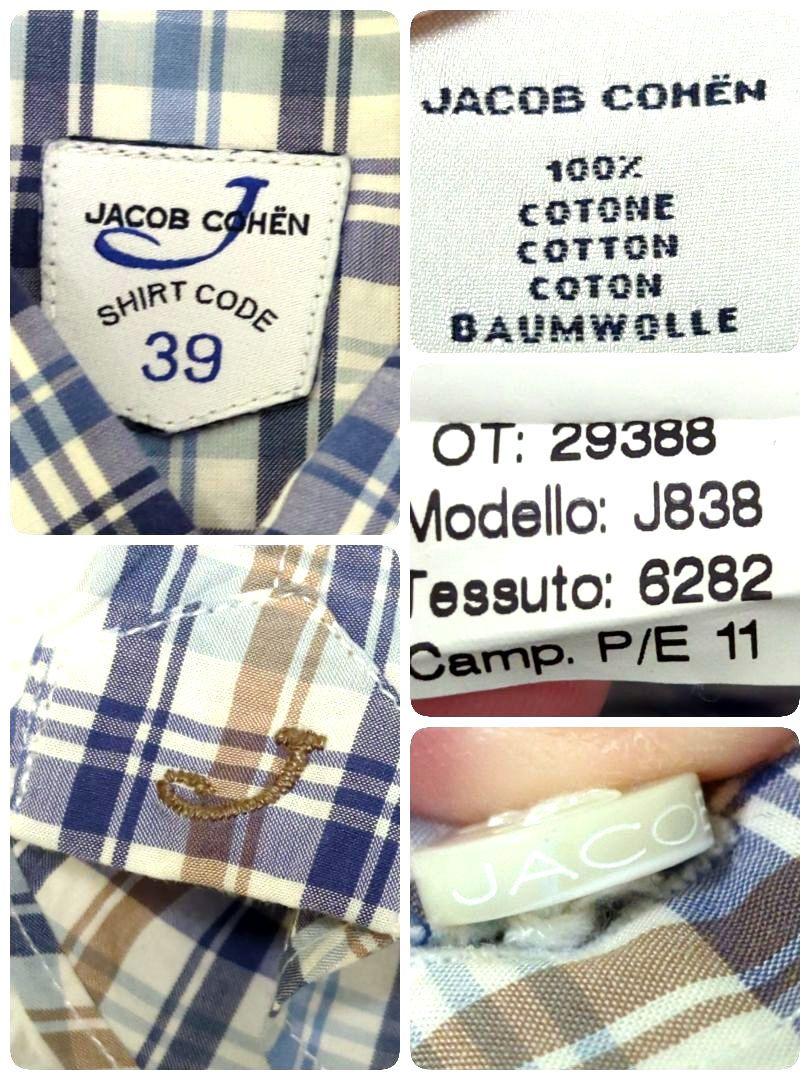 JACOB COHËN
SHIRT CODE
39
JACOB COHËN
100%
COTONE
COTTON
COTON
BAUMWOLLE
OT: 29388
Modello: J838
Tessuto: 6282
Camp. P/E 11
J
JACO